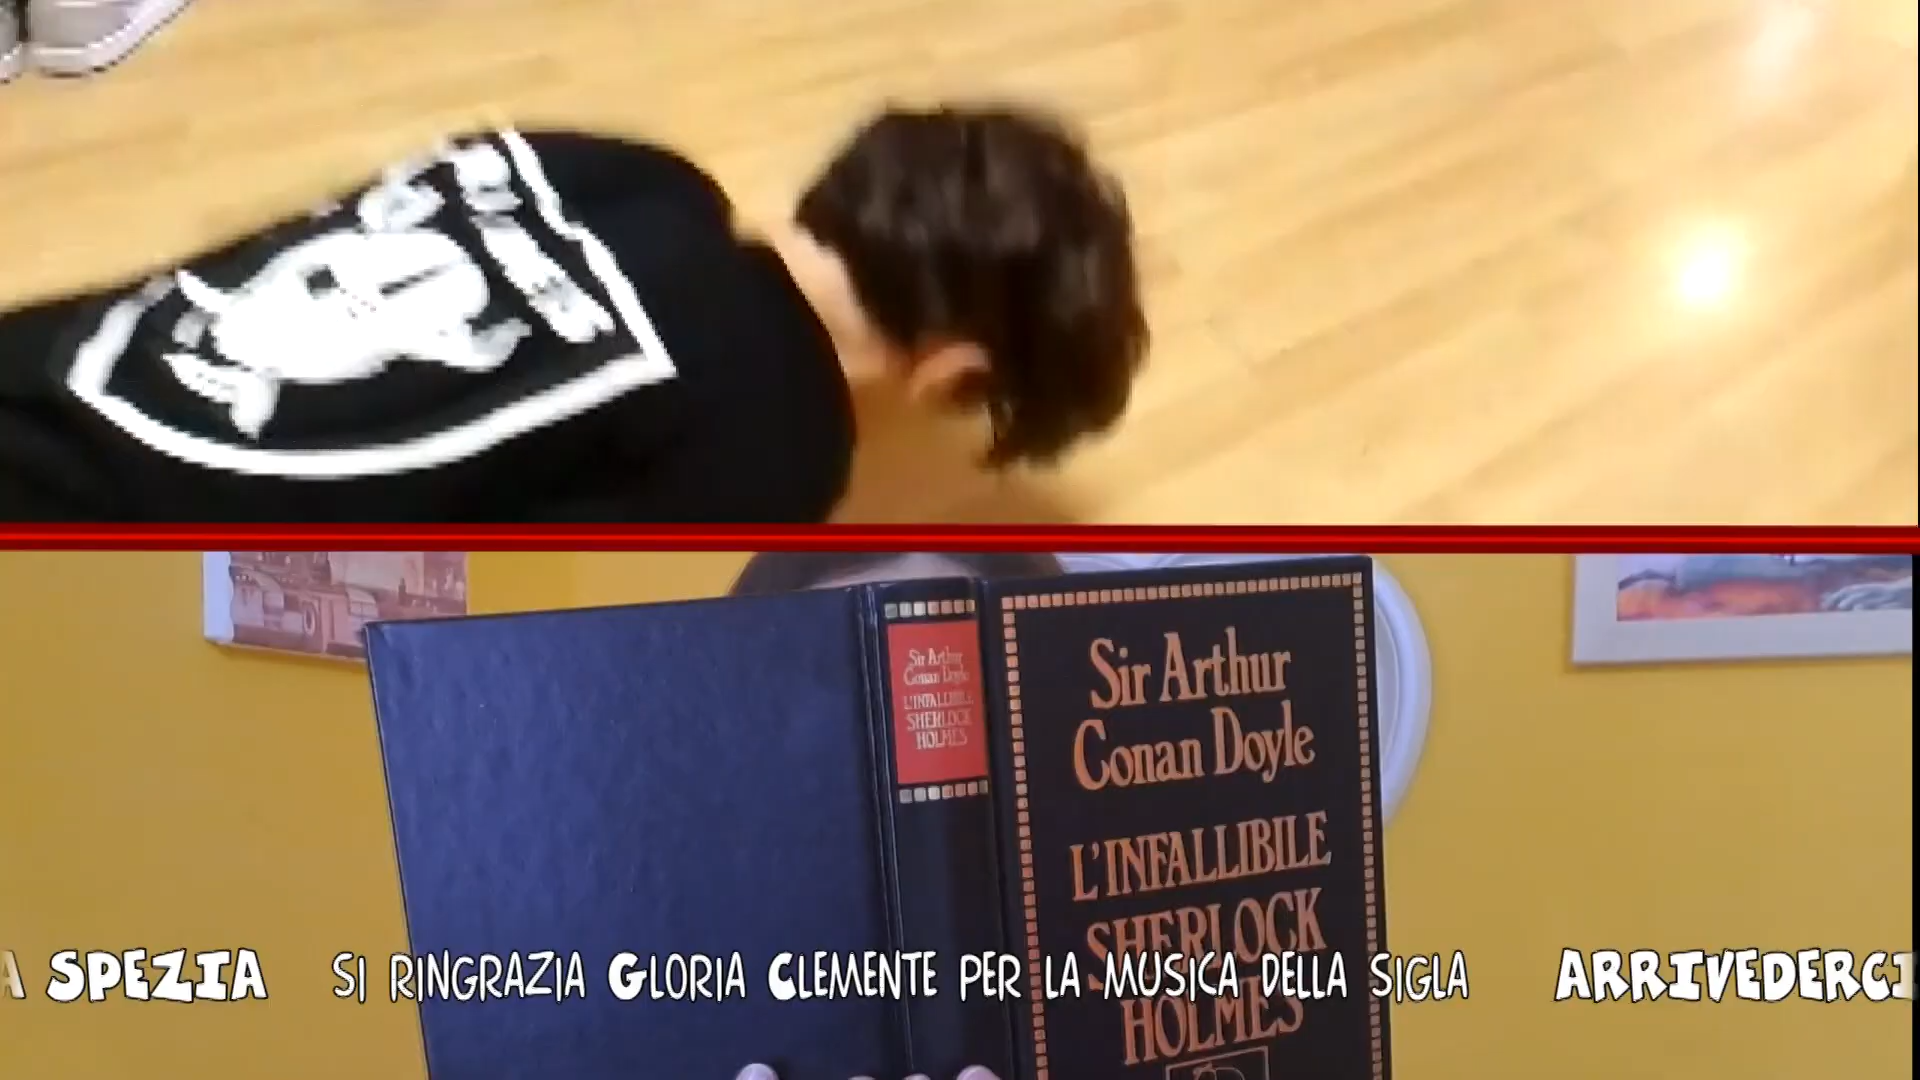 Sir Arthur
Conan Doyle
L'INFALLIBILE
SHERLOCK
HOLMES
Sir Arthur
Conan Doyle
L'INFALLIBILE
SHERLOCK
HOLMES
A SPEZIA SI RINGRAZIA GLORIA CLEMENTE PER LA MUSICA DELLA SIGLA ARRIVEDERCI